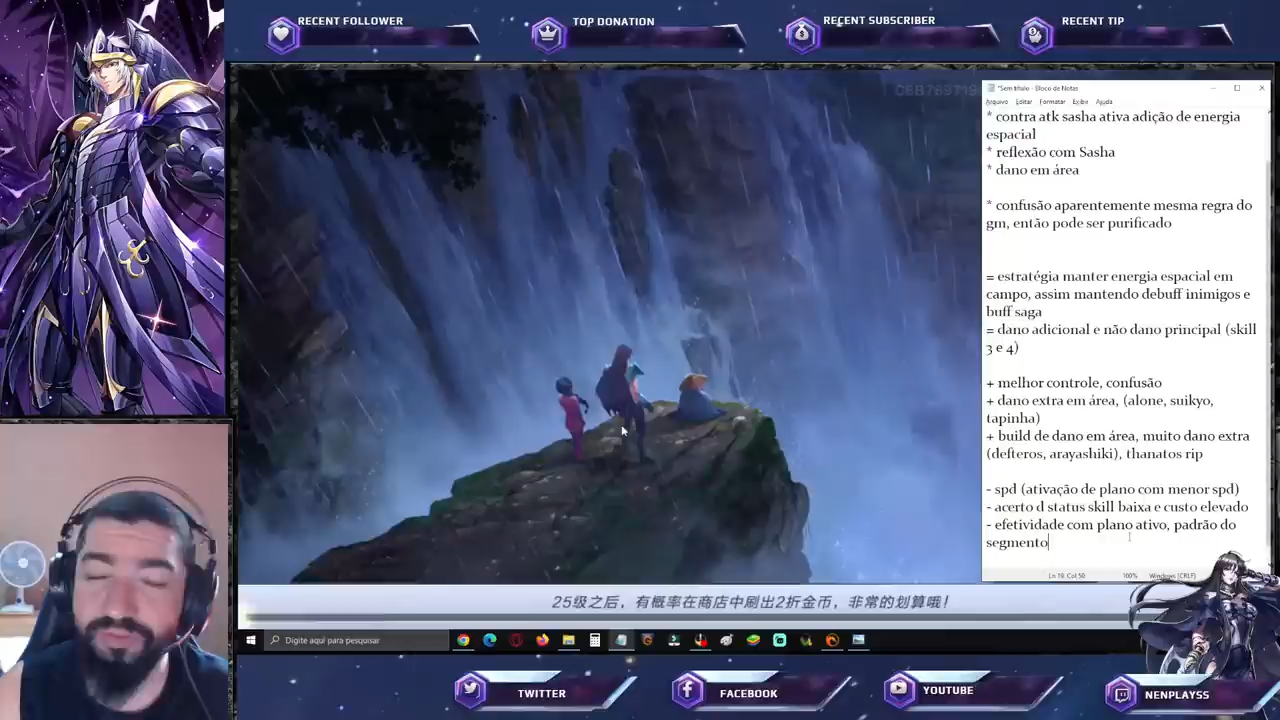 RECENT FOLLOWER
TOP DONATION
RECENT SUBSCRIBER
RECENT TIP
*Sem título - Bloco de Notas
Arquivo Editar Formatar Exibir Ajuda
* contra atk sasha ativa adição de energia
espacial
* reflexão com Sasha
* dano em área
* confusão aparentemente mesma regra do
gm, então pode ser purificado
= estratégia manter energia espacial em
campo, assim mantendo debuff inimigos e
buff saga
= dano adicional e não dano principal (skill
3 e 4)
+ melhor controle, confusão
+ dano extra em área, (alone, suikyo,
tapinha)
+ build de dano em área, muito dano extra
(defteros, arayashiki), thanatos rip
- spd (ativação de plano com menor spd)
- acerto d status skill baixa e custo elevado
- efetividade com plano ativo, padrão do
segmento
Ln 19, Col 59 100% Windows (CRLF)
25级之后，有概率在商店中刷出2折金币，非常的划算哦！
Digite aqui para pesquisar
TWITTER
FACEBOOK
YOUTUBE
NENPLAYSS